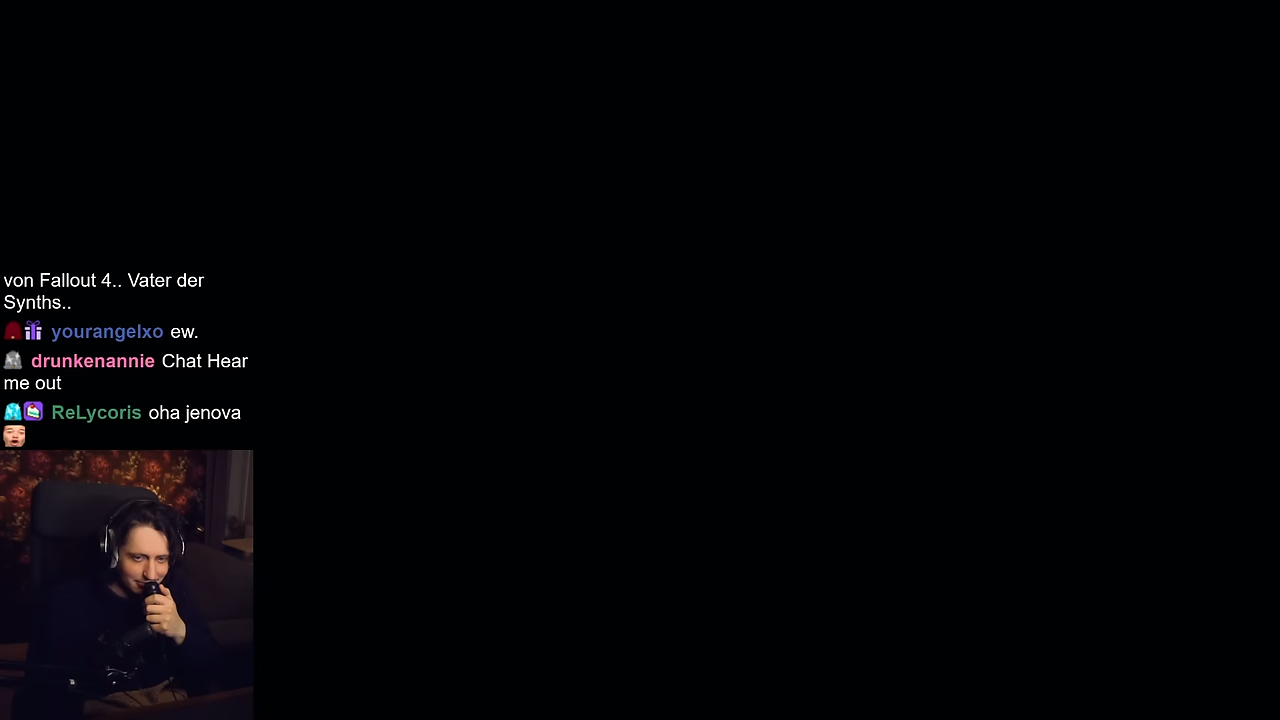 von Fallout 4.. Vater der
Synths..
yourangelxo ew.
drunkenannie Chat Hear
me out
ReLycoris oha jenova